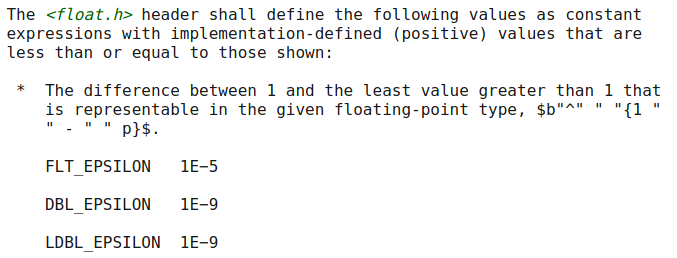 The <float.h> header shall define the following values as constant
expressions with implementation-defined (positive) values that are
less than or equal to those shown:
* The difference between 1 and the least value greater than 1 that
is representable in the given floating-point type, $b"^" " "{1 "
" - " " p}$.
FLT_EPSILON 1E−5
DBL_EPSILON 1E−9
LDBL_EPSILON 1E−9